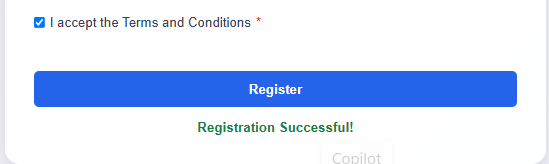 I accept the Terms and Conditions *
Register
Registration Successful!
Copilot